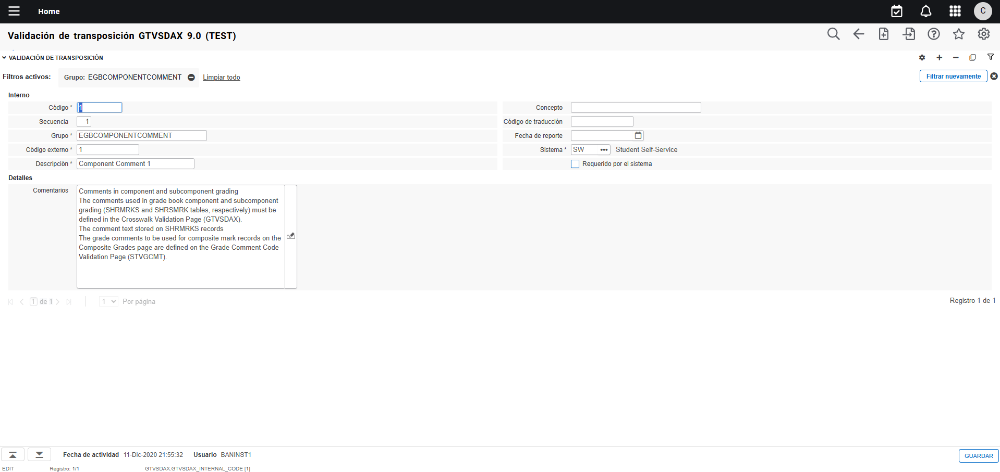 Home
C
Validación de transposición GTVSDAX 9.0 (TEST)
VALIDACIÓN DE TRANSPOSICIÓN
Filtros activos: Grupo: EGBCOMPONENTCOMMENT Limpiar todo Filtrar nuevamente
Interno
Código * 1 Concepto
Secuencia 1 Código de traducción
Grupo * EGBCOMPONENTCOMMENT Fecha de reporte
Código externo * 1 Sistema * SW Student Self-Service
Descripción * Component Comment 1 Requerido por el sistema
Detalles
Comentarios Comments in component and subcomponent grading
The comments used in grade book component and subcomponent
grading (SHRMRKS and SHRSMRK tables, respectively) must be
defined in the Crosswalk Validation Page (GTVSDAX).
The comment text stored on SHRMRKS records
The grade comments to be used for composite mark records on the
Composite Grades page are defined on the Grade Comment Code
Validation Page (STVGCMT).
1 de 1 1 Por página Registro 1 de 1
Fecha de actividad 11-Dic-2020 21:55:32 Usuario BANINST1 GUARDAR
EDIT Registro: 1/1 GTVSDAX.GTVSDAX_INTERNAL_CODE [1]